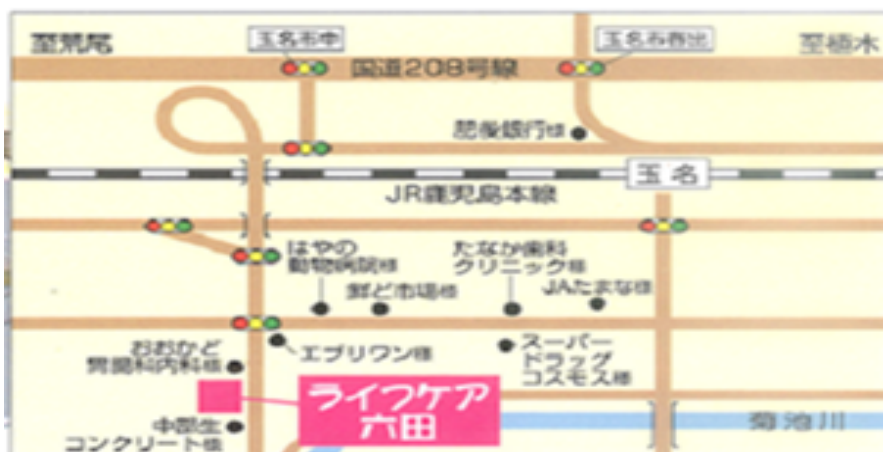 至荒尾
玉名市中
玉名市春出
至植木
国道208号線
肥後銀行様
玉名
JR鹿児島本線
はやの
動物病院様
たなか歯科
クリニック様
鮮ど市場様
JAたまな様
おおかど
胃腸科内科様
エブリワン様
スーパー
ドラッグ
コスモス様
ライフケア
六田
中部生
コンクリート様
菊池川